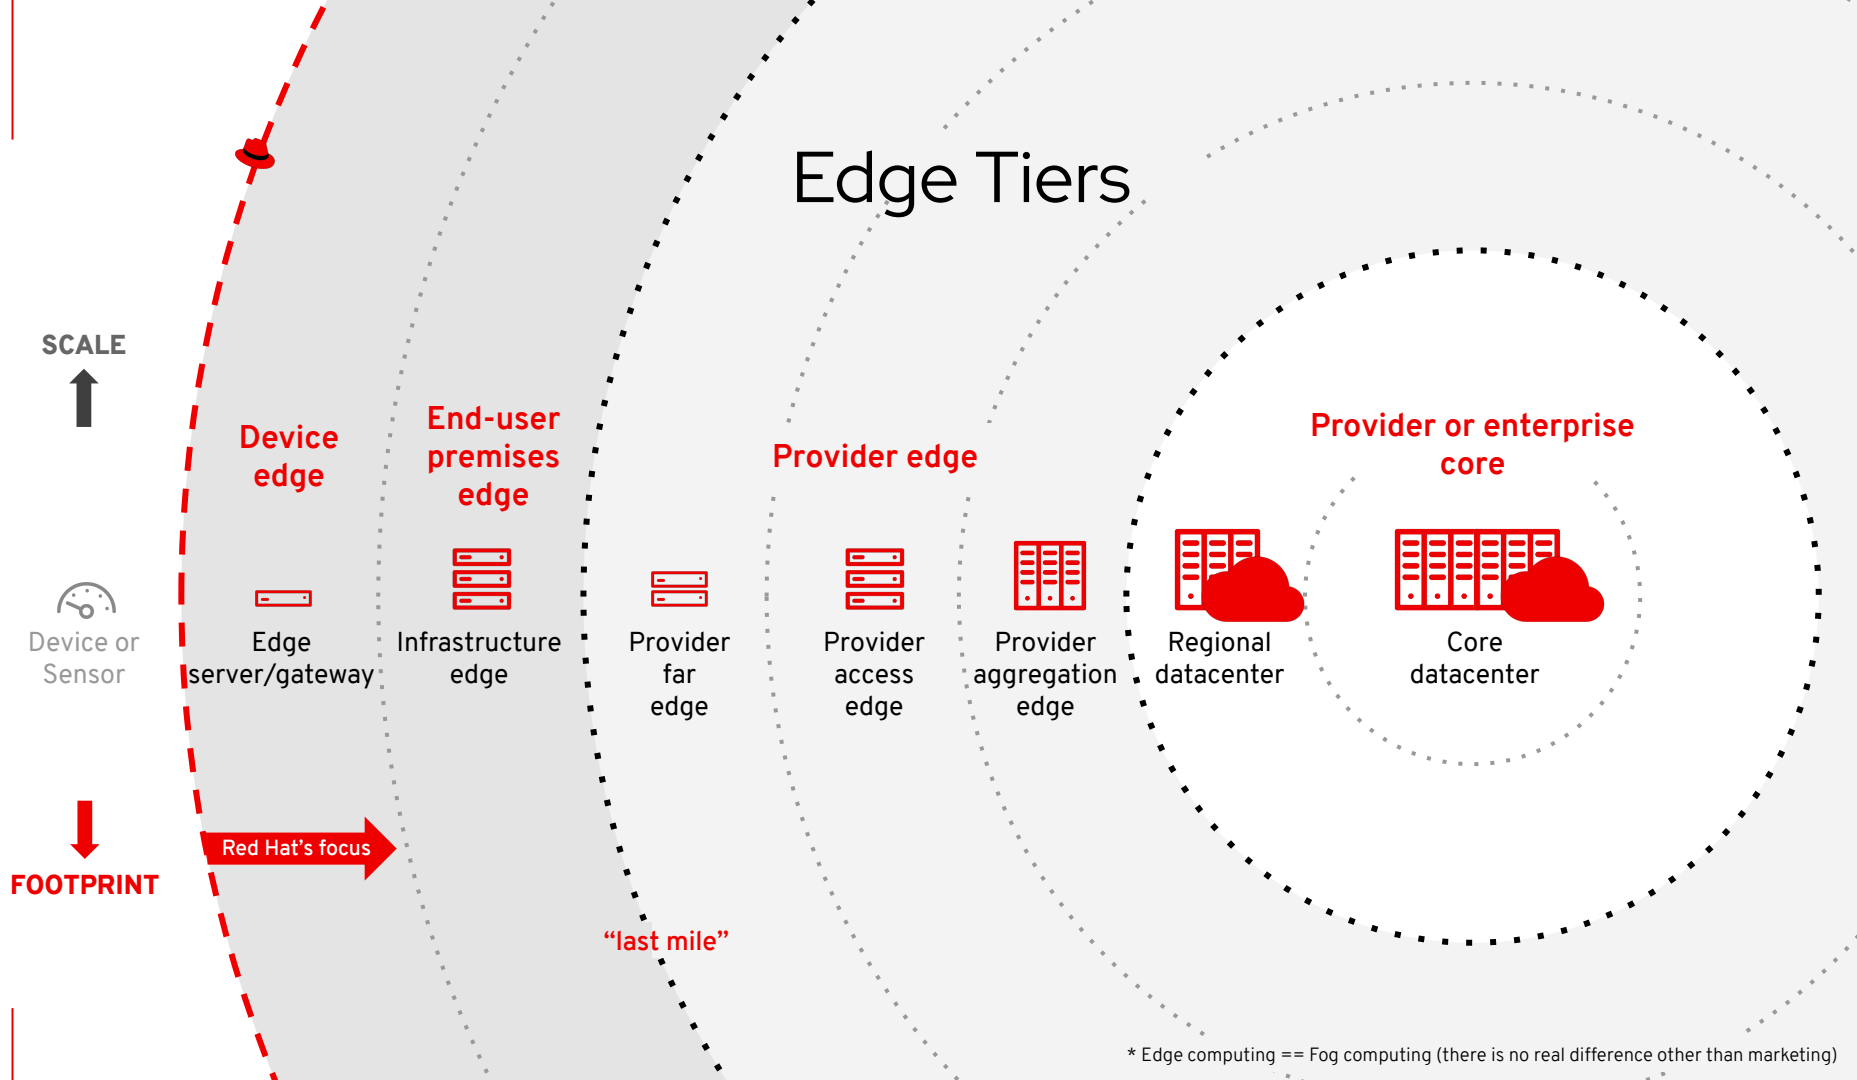 Edge Tiers
SCALE
Device
edge
End-user
premises
edge
Provider edge
Provider or enterprise
core
Device or
Sensor
Edge
server/gateway
Infrastructure
edge
Provider
far
edge
Provider
access
edge
Provider
aggregation
edge
Regional
datacenter
Core
datacenter
FOOTPRINT
Red Hat’s focus
“last mile”
* Edge computing == Fog computing (there is no real difference other than marketing)